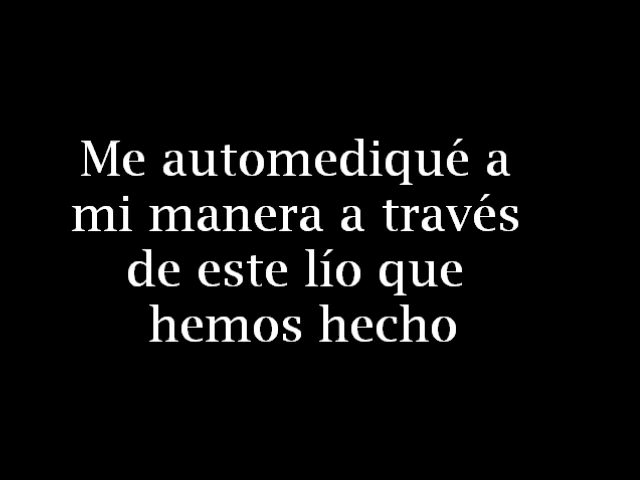 Me automediqué a
mi manera a través
de este lío que
hemos hecho